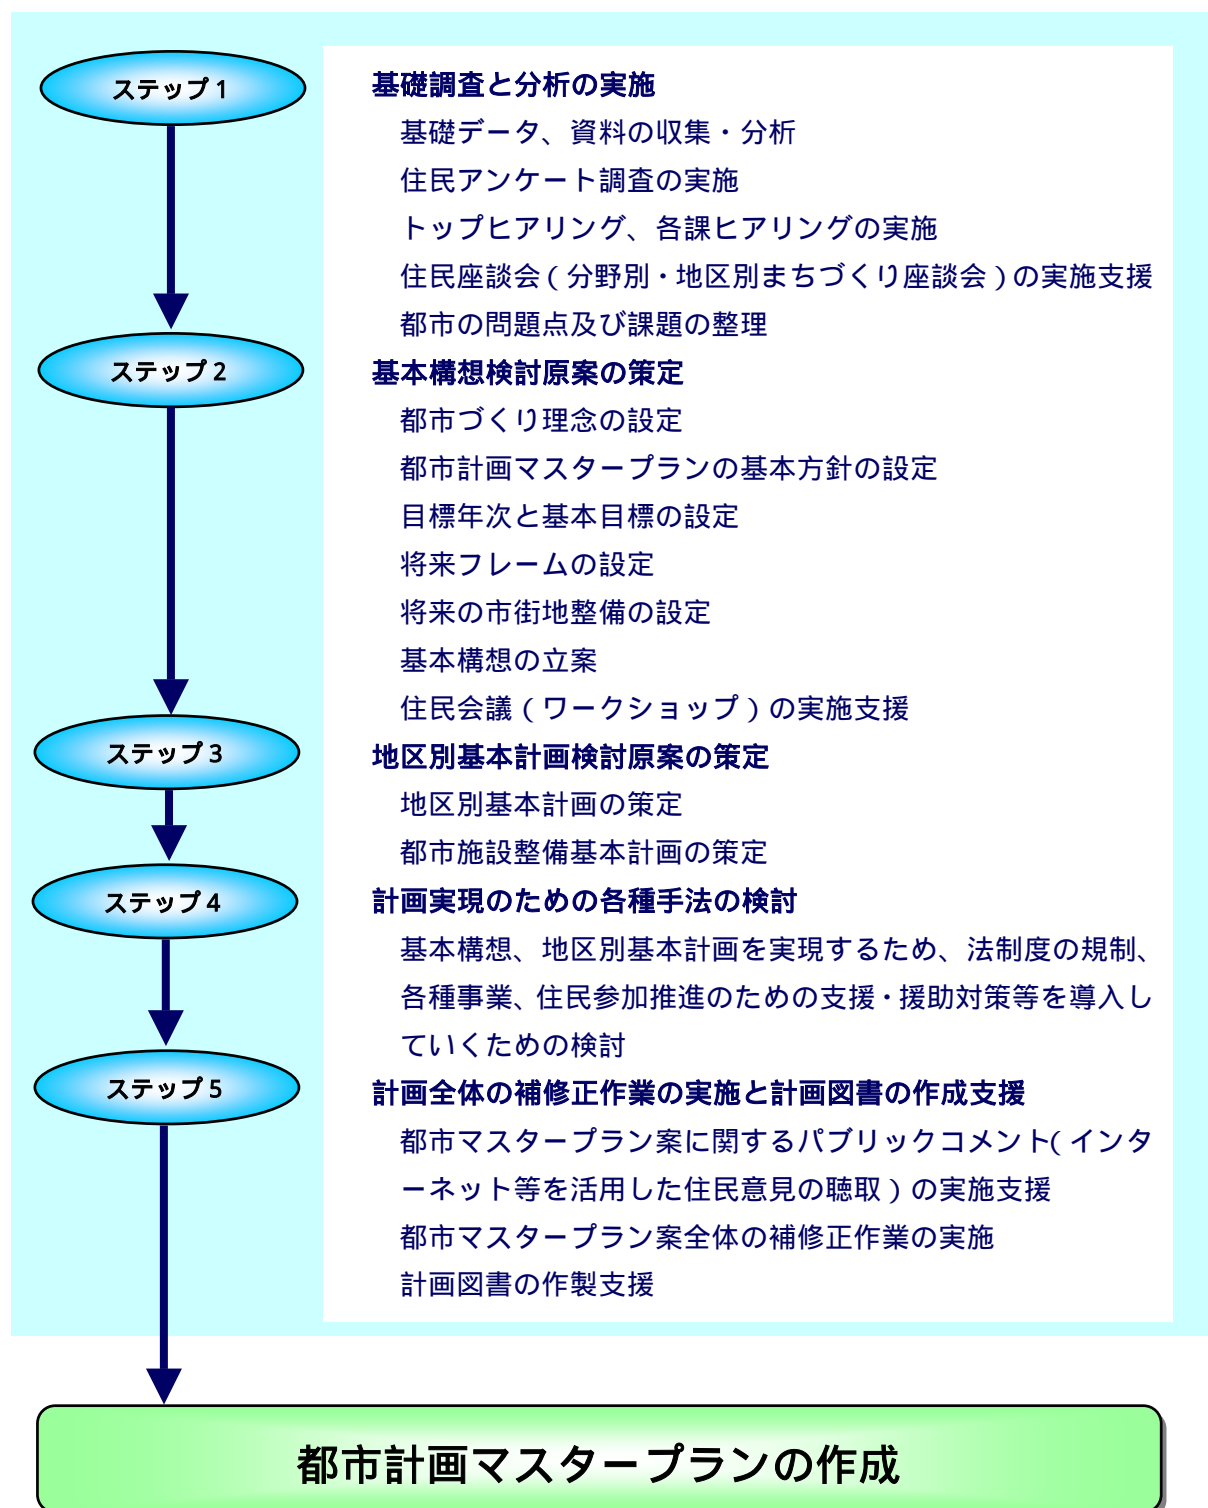 ステップ１
基礎調査と分析の実施
基礎データ、資料の収集・分析
住民アンケート調査の実施
トップヒアリング、各課ヒアリングの実施
住民座談会（分野別・地区別まちづくり座談会）の実施支援
都市の問題点及び課題の整理
ステップ２
基本構想検討原案の策定
都市づくり理念の設定
都市計画マスタープランの基本方針の設定
目標年次と基本目標の設定
将来フレームの設定
将来の市街地整備の設定
基本構想の立案
住民会議（ワークショップ）の実施支援
ステップ３
地区別基本計画検討原案の策定
地区別基本計画の策定
都市施設整備基本計画の策定
ステップ４
計画実現のための各種手法の検討
基本構想、地区別基本計画を実現するため、法制度の規制、
各種事業、住民参加推進のための支援・援助対策等を導入し
ていくための検討
ステップ５
計画全体の補修正作業の実施と計画図書の作成支援
都市マスタープラン案に関するパブリックコメント（インタ
ーネット等を活用した住民意見の聴取）の実施支援
都市マスタープラン案全体の補修正作業の実施
計画図書の作製支援
都市計画マスタープランの作成